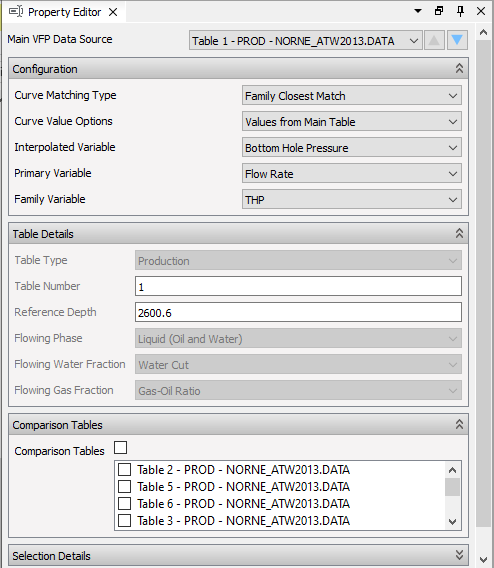 Property Editor
Main VFP Data Source Table 1 - PROD - NORNE_ATW2013.DATA
Configuration
Curve Matching Type Family Closest Match
Curve Value Options Values from Main Table
Interpolated Variable Bottom Hole Pressure
Primary Variable Flow Rate
Family Variable THP
Table Details
Table Type Production
Table Number 1
Reference Depth 2600.6
Flowing Phase Liquid (Oil and Water)
Flowing Water Fraction Water Cut
Flowing Gas Fraction Gas-Oil Ratio
Comparison Tables
Comparison Tables
Table 2 - PROD - NORNE_ATW2013.DATA
Table 5 - PROD - NORNE_ATW2013.DATA
Table 6 - PROD - NORNE_ATW2013.DATA
Table 3 - PROD - NORNE_ATW2013.DATA
Selection Details